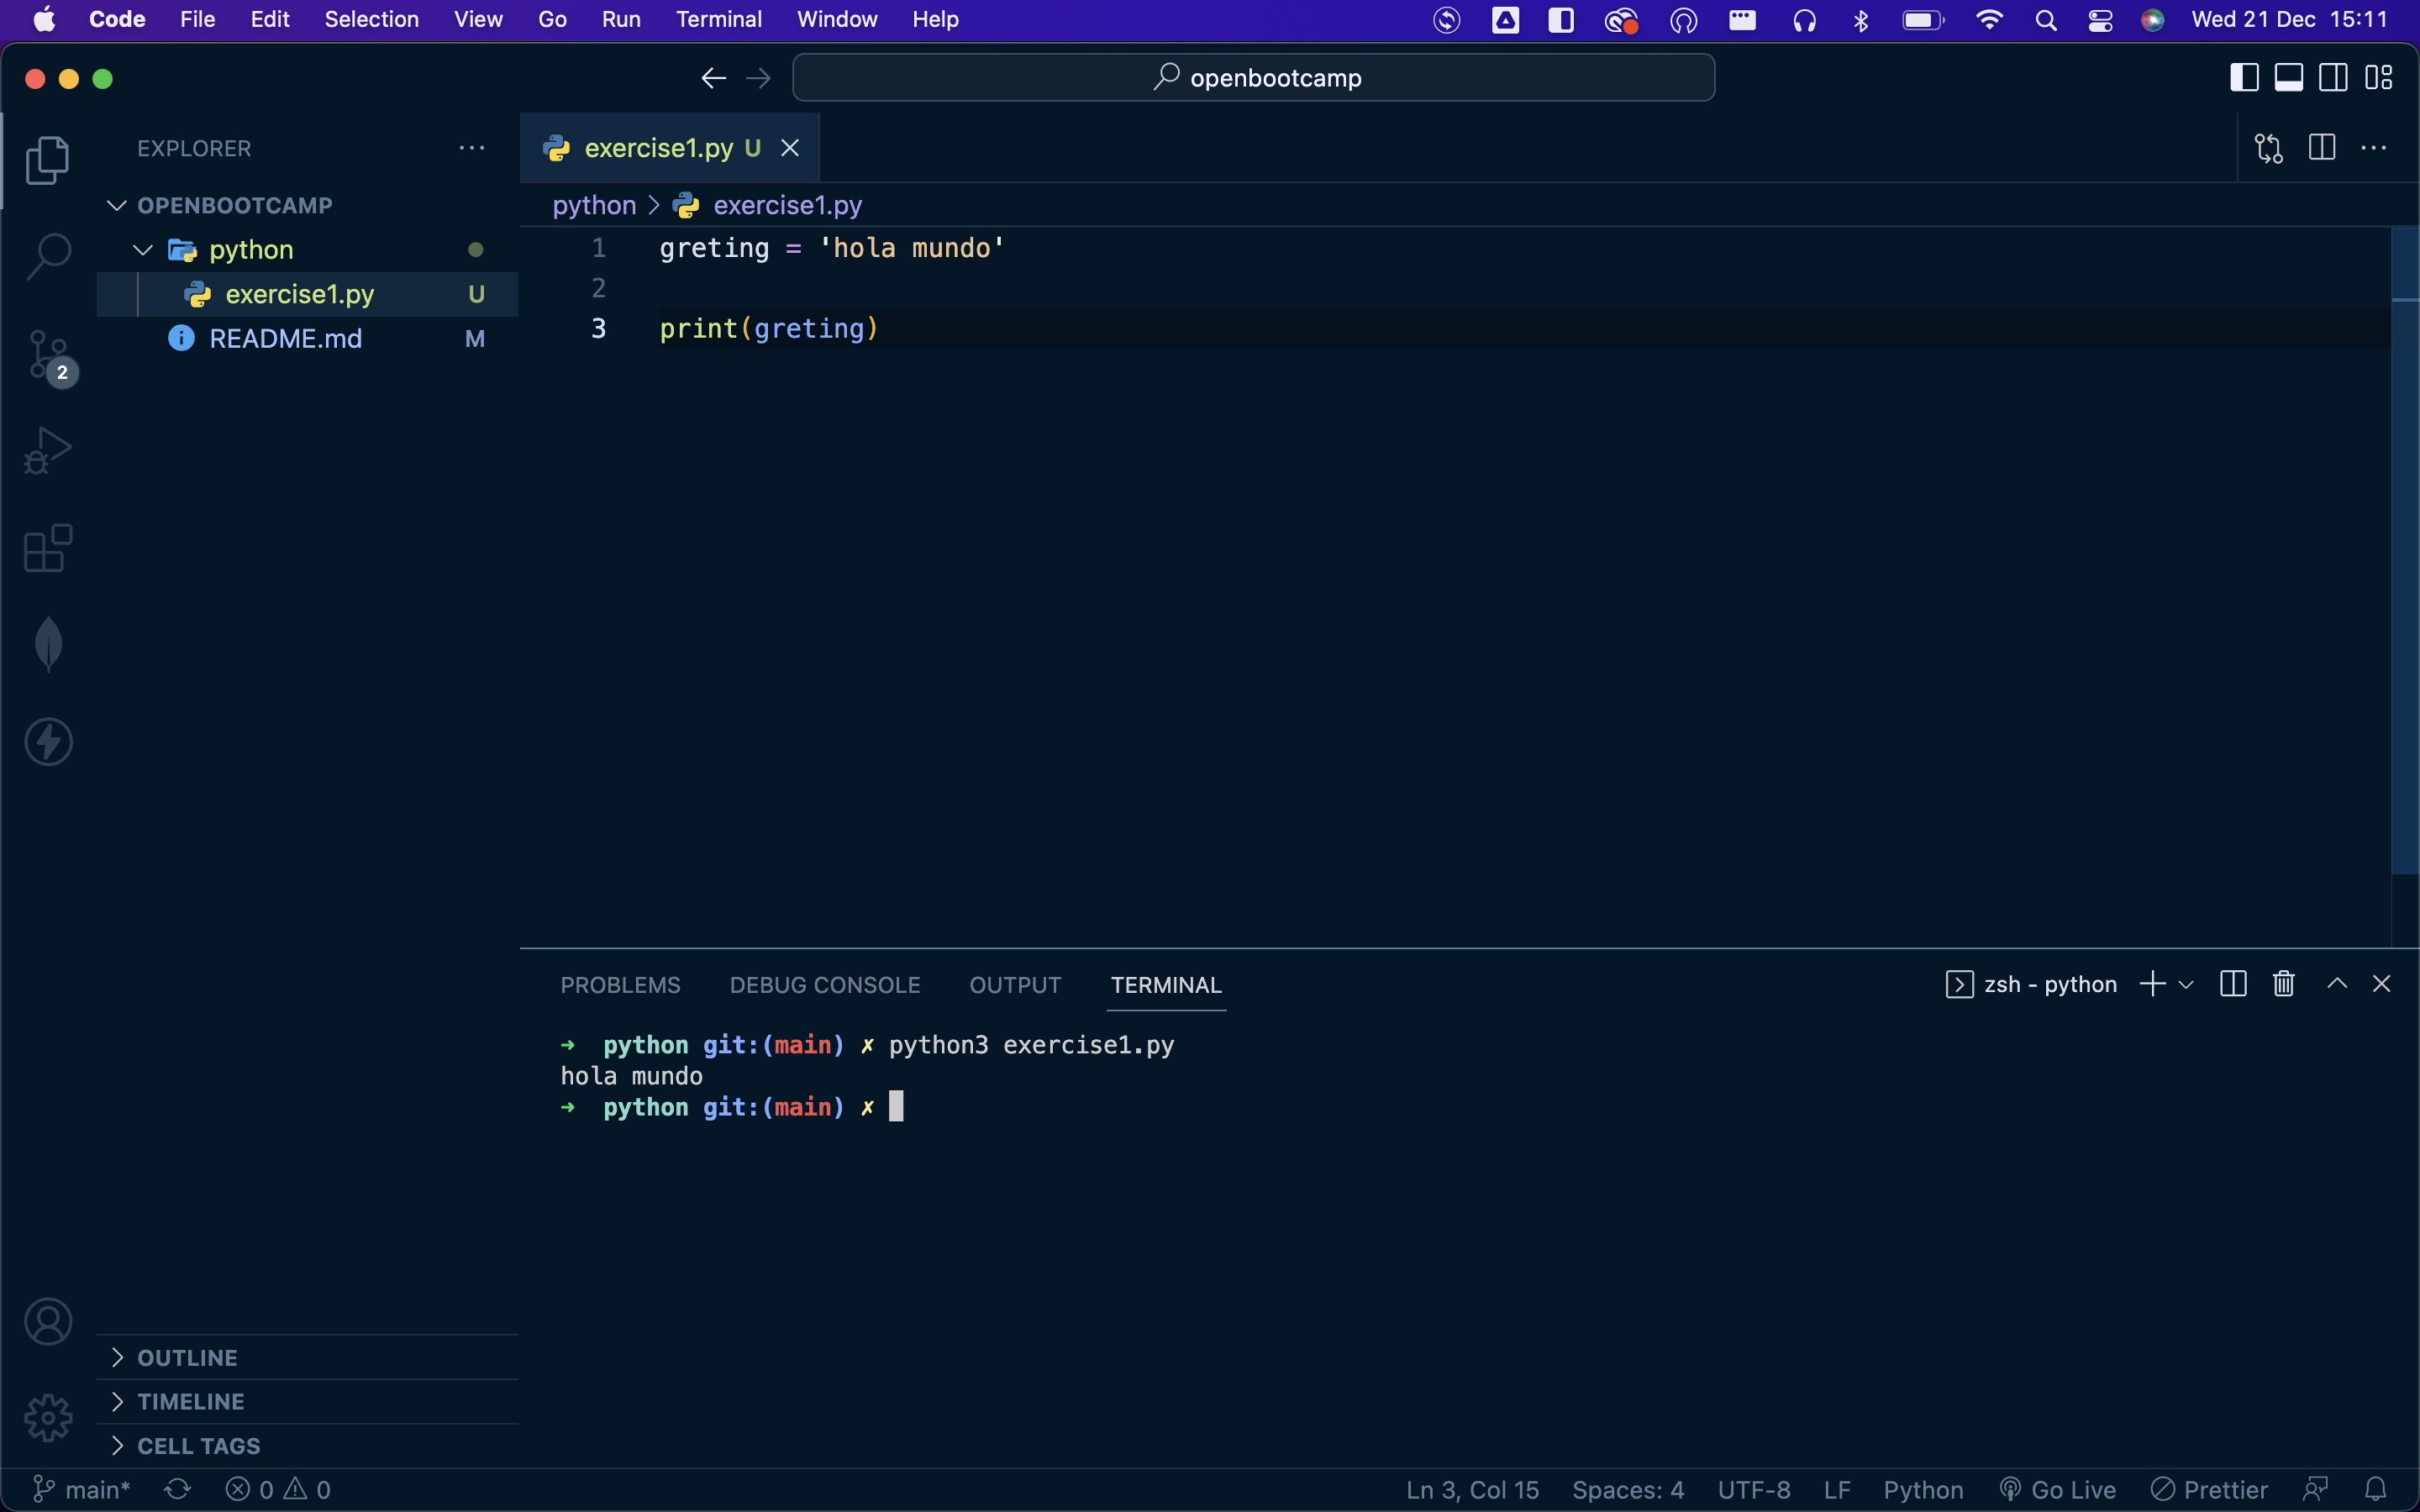 Code File Edit Selection View Go Run Terminal Window Help Wed 21 Dec 15:11
openbootcamp
EXPLORER
OPENBOOTCAMP
python
exercise1.py U
README.md M
2
exercise1.py U
python > exercise1.py
1 greting = 'hola mundo'
2
3 print(greting)
PROBLEMS DEBUG CONSOLE OUTPUT TERMINAL zsh - python
➜ python git:(main) ✗ python3 exercise1.py
hola mundo
➜ python git:(main) ✗
OUTLINE
TIMELINE
CELL TAGS
main* 0 0 Ln 3, Col 15 Spaces: 4 UTF-8 LF Python Go Live Prettier